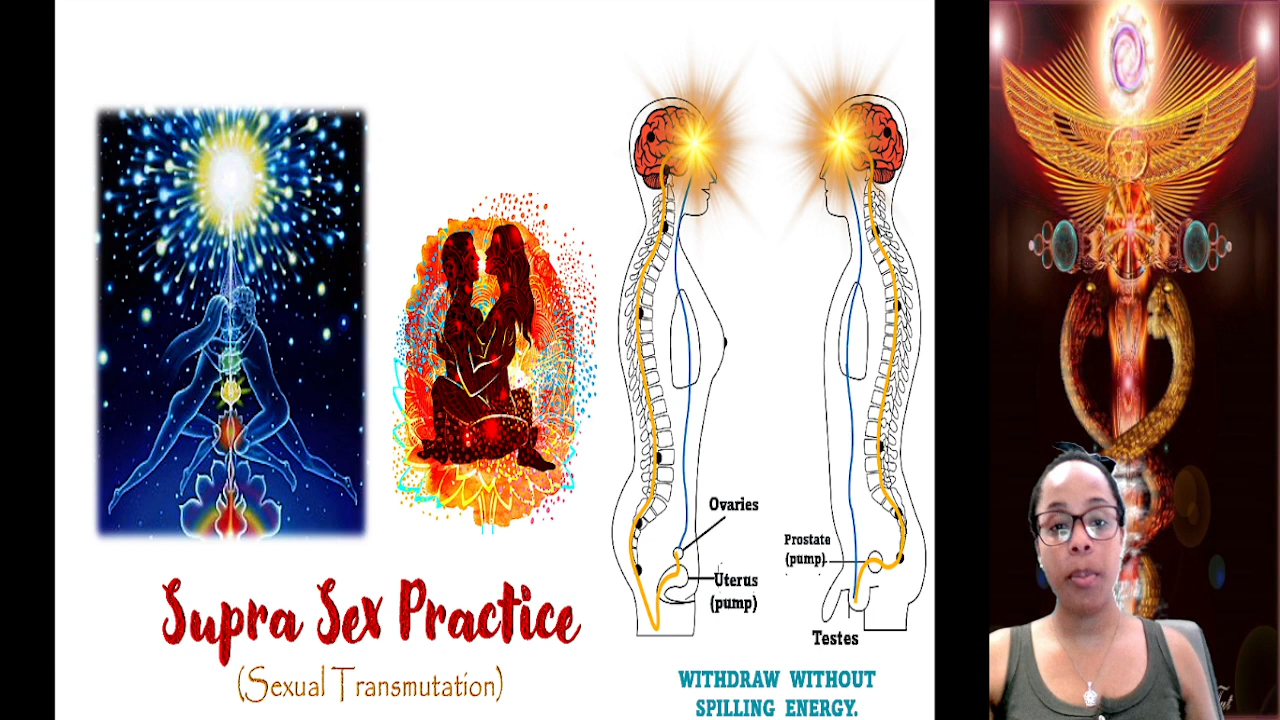 Supra Sex Practice
(Sexual Transmutation)
Ovaries
Uterus
(pump)
Prostate
(pump)
Testes
WITHDRAW WITHOUT
SPILLING ENERGY.